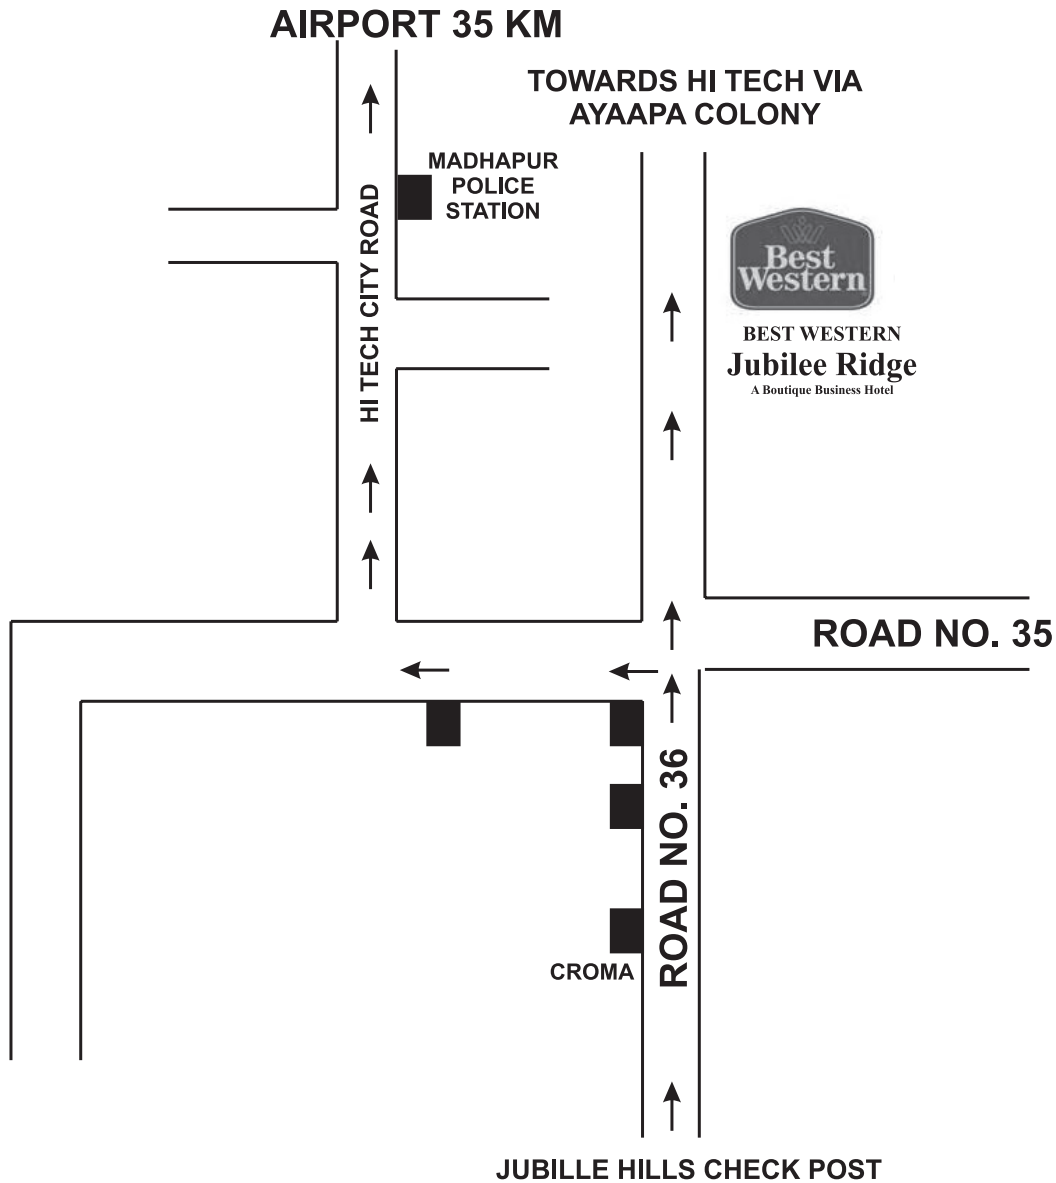 AIRPORT 35 KM
TOWARDS HI TECH VIA
AYAAPA COLONY
MADHAPUR
POLICE
STATION
HI TECH CITY ROAD
Best
Western
BEST WESTERN
Jubilee Ridge
A Boutique Business Hotel
ROAD NO. 35
ROAD NO. 36
CROMA
JUBILLE HILLS CHECK POST